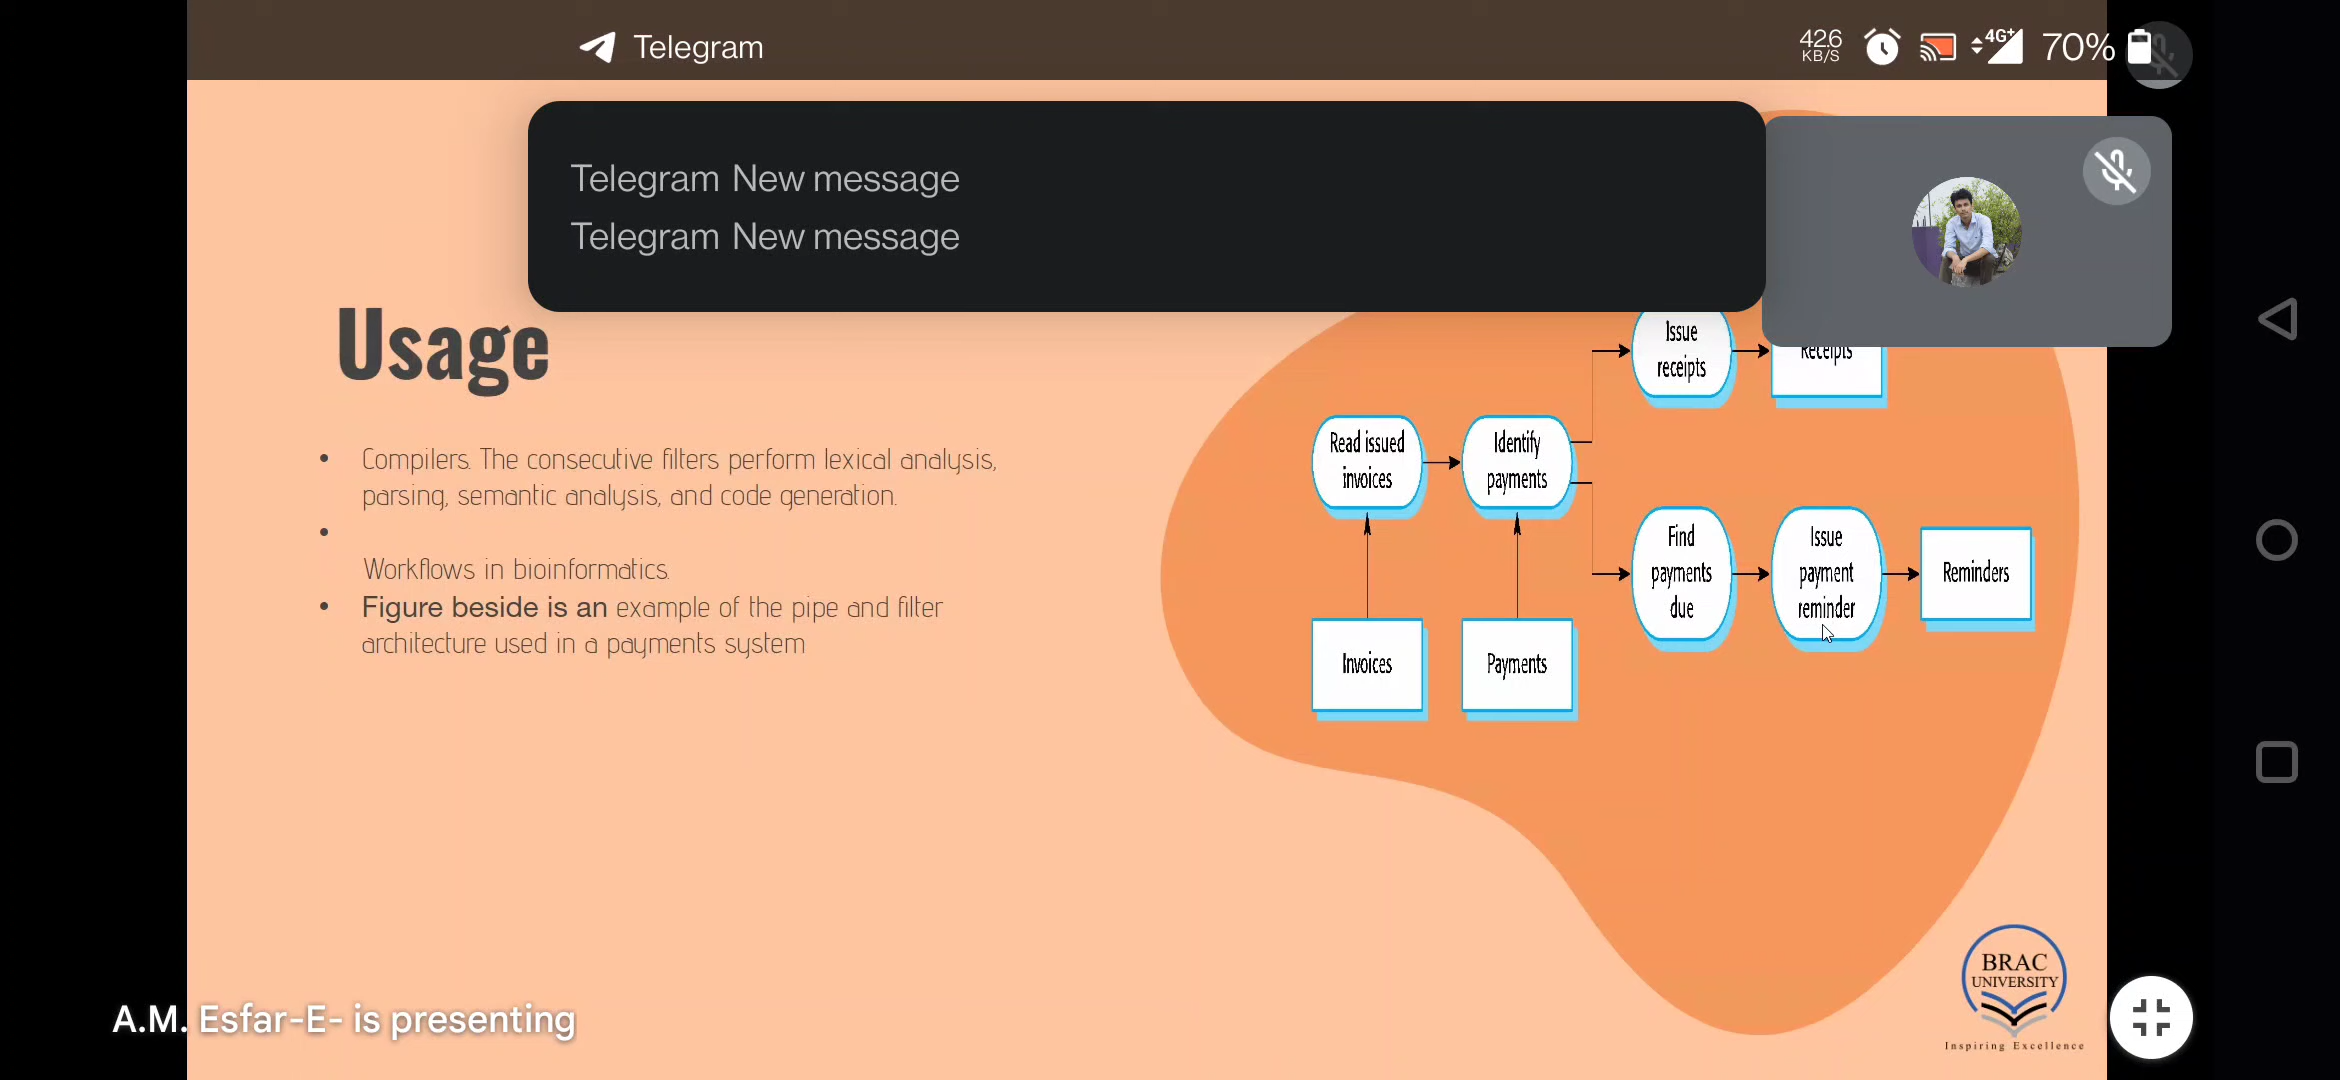 Telegram
42.6
KB/S
4G+
70%
Telegram New message
Telegram New message
Usage
• Compilers. The consecutive filters perform lexical analysis,
parsing, semantic analysis, and code generation.
•
Workflows in bioinformatics.
• Figure beside is an example of the pipe and filter
architecture used in a payments system
Issue
receipts
Receipts
Read issued
invoices
Identify
payments
Find
payments
due
Issue
payment
reminder
Reminders
Invoices
Payments
BRAC
UNIVERSITY
Inspiring Excellence
A.M. Esfar-E- is presenting